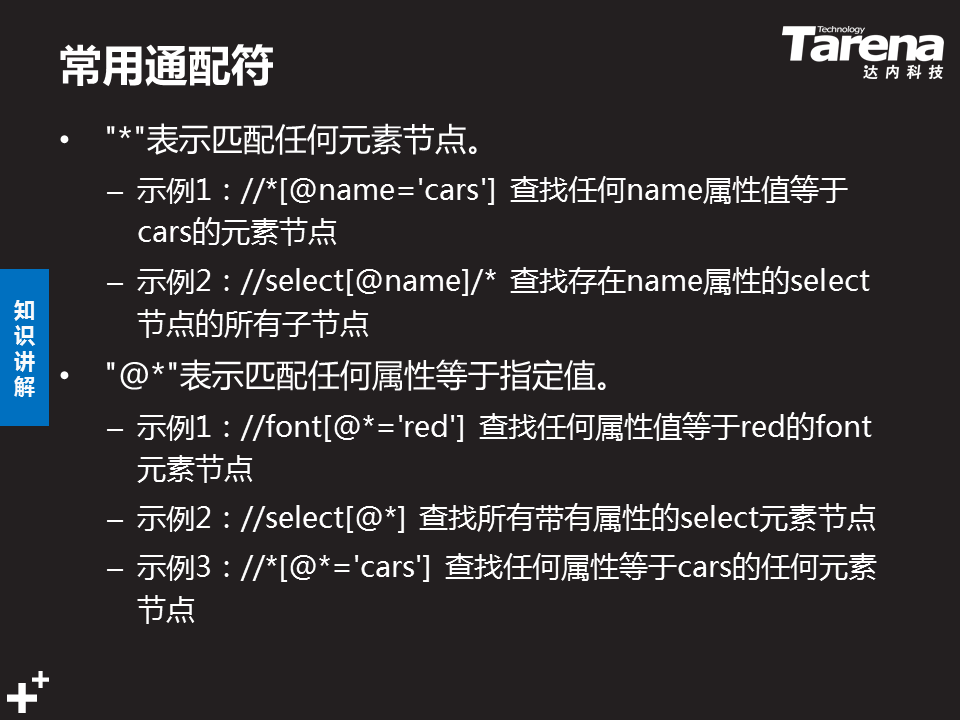 常用通配符
Technology
Tarena
达内科技
• "*"表示匹配任何元素节点。
– 示例1：//*[@name='cars'] 查找任何name属性值等于
cars的元素节点
– 示例2：//select[@name]/* 查找存在name属性的select
节点的所有子节点
知
识
讲
解
• "@*"表示匹配任何属性等于指定值。
– 示例1：//font[@*='red'] 查找任何属性值等于red的font
元素节点
– 示例2：//select[@*] 查找所有带有属性的select元素节点
– 示例3：//*[@*='cars'] 查找任何属性等于cars的任何元素
节点